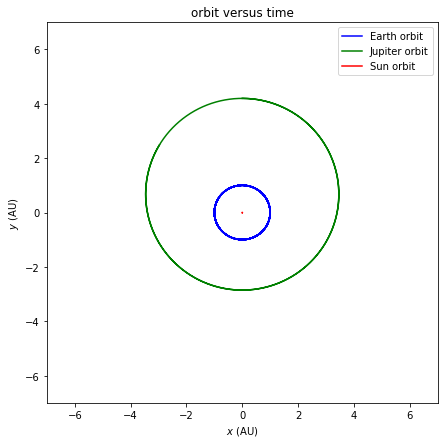 orbit versus time
Earth orbit
Jupiter orbit
Sun orbit
6
4
2
0
−2
−4
−6
y (AU)
−6 −4 −2 0 2 4 6
x (AU)